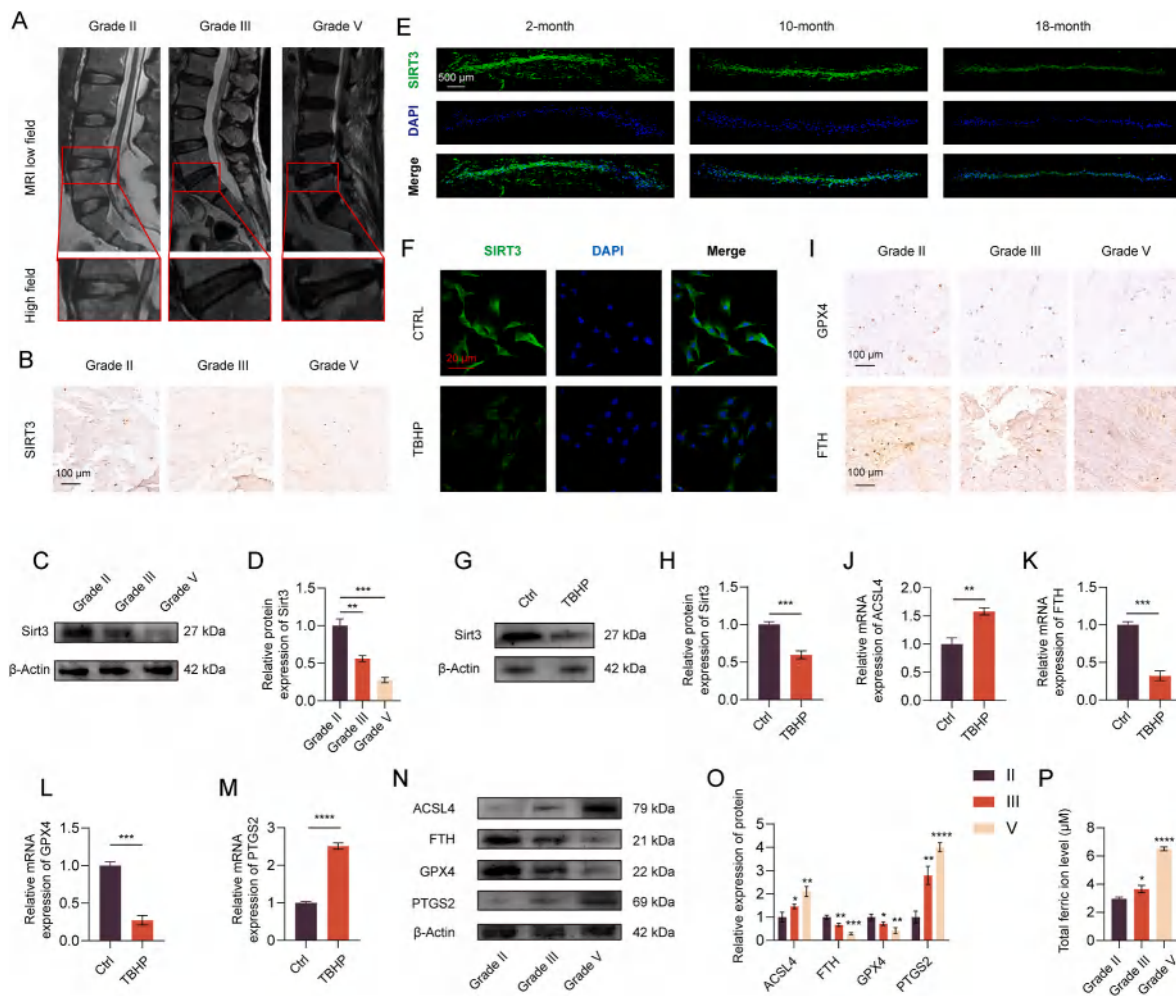 A
Grade II
Grade III
Grade V
MRI low field
High field
B
Grade II
Grade III
Grade V
SIRT3
100 μm
C
Grade II
Grade III
Grade V
Sirt3
27 kDa
β-Actin
42 kDa
D
Relative protein
expression of Sirt3
1.5
1.0
0.5
0.0
***
**
Grade II
Grade III
Grade V
E
2-month
10-month
18-month
SIRT3
500 μm
DAPI
Merge
F
SIRT3
DAPI
Merge
CTRL
20 μm
TBHP
G
Ctrl
TBHP
Sirt3
27 kDa
β-Actin
42 kDa
H
Relative protein
expression of Sirt3
1.5
1.0
0.5
0.0
***
Ctrl
TBHP
I
Grade II
Grade III
Grade V
GPX4
100 μm
FTH
100 μm
J
Relative mRNA
expression of ACSL4
2.0
1.5
1.0
0.5
0.0
**
Ctrl
TBHP
K
Relative mRNA
expression of FTH
1.5
1.0
0.5
0.0
***
Ctrl
TBHP
L
Relative mRNA
expression of GPX4
1.5
1.0
0.5
0.0
***
Ctrl
TBHP
M
Relative mRNA
expression of PTGS2
3
2
1
0
****
Ctrl
TBHP
N
ACSL4
79 kDa
FTH
21 kDa
GPX4
22 kDa
PTGS2
69 kDa
β-Actin
42 kDa
Grade II
Grade III
Grade V
O
Relative expression of protein
6
5
4
3
2
1
0
* **
** ***
* **
** ****
ACSL4
FTH
GPX4
PTGS2
II
III
V
P
Total ferric ion level (μM)
8
6
4
2
0
*
****
Grade II
Grade III
Grade V